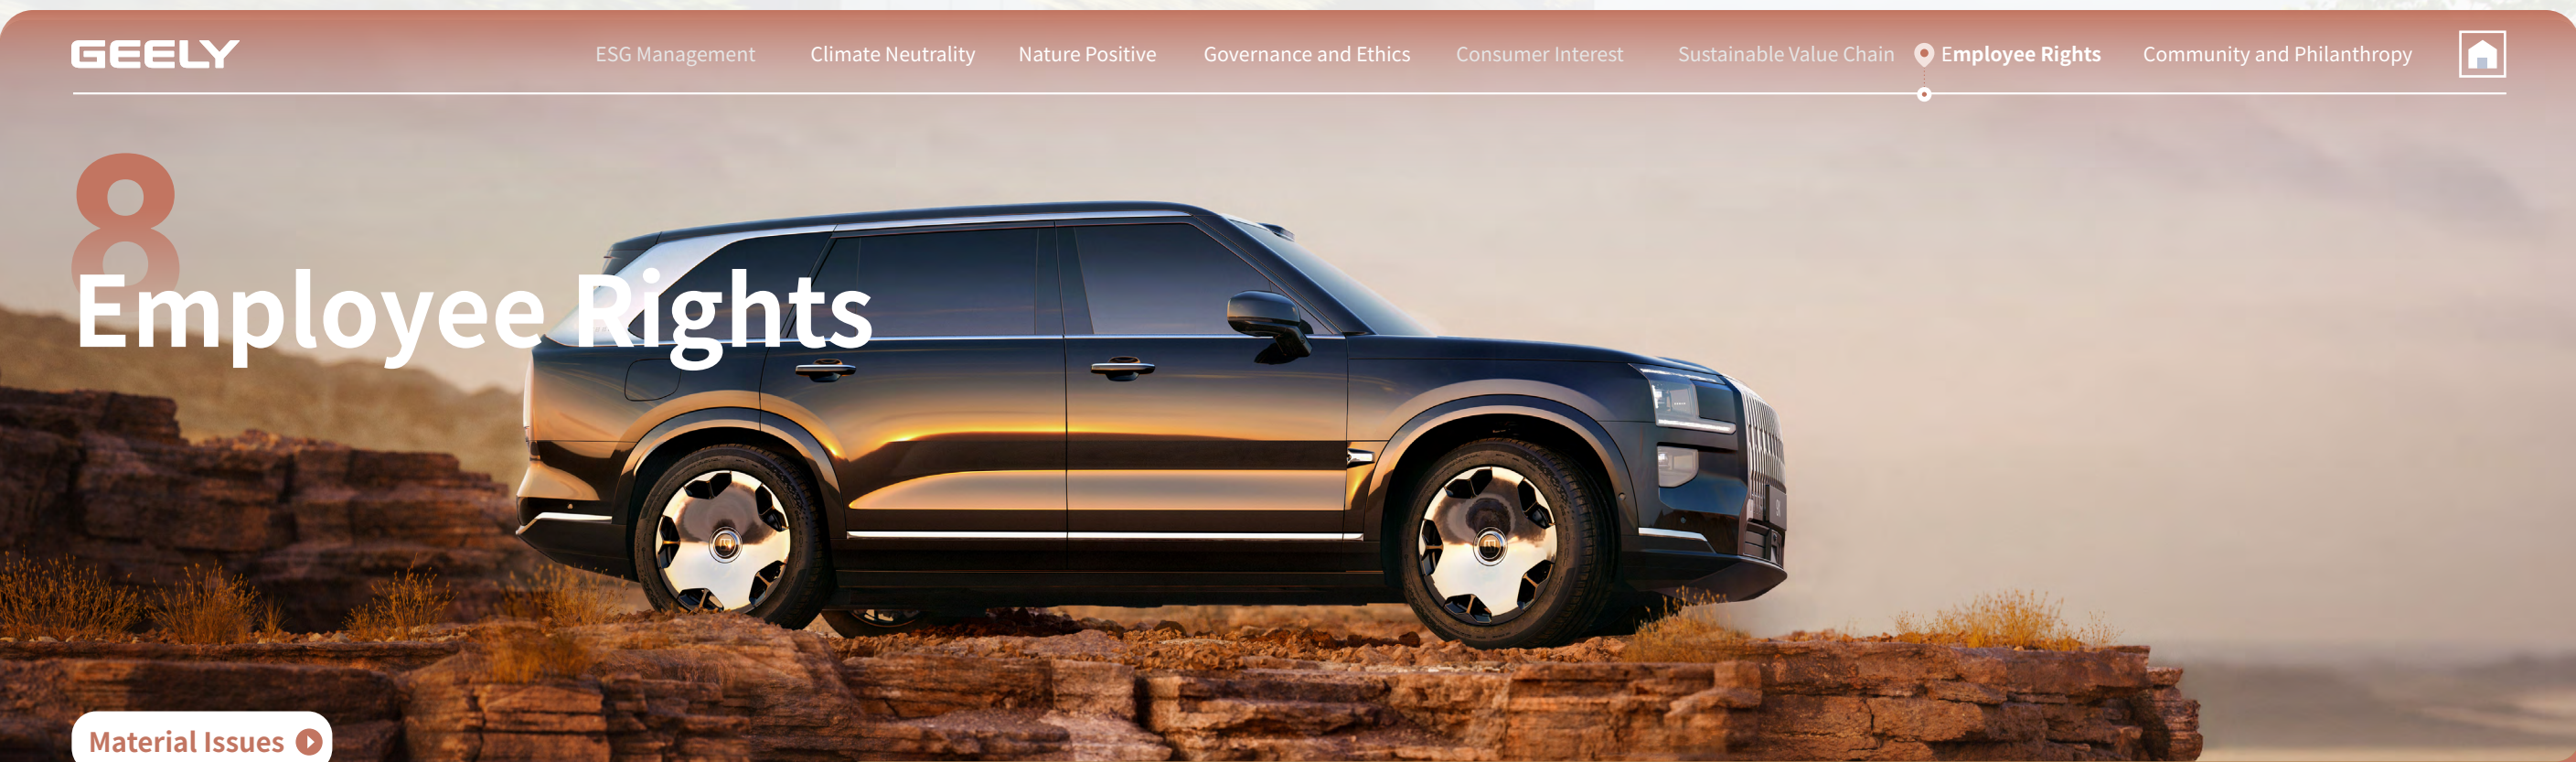 GEELY
ESG Management
Climate Neutrality
Nature Positive
Governance and Ethics
Consumer Interest
Sustainable Value Chain
Employee Rights
Community and Philanthropy
8
Employee Rights
Material Issues